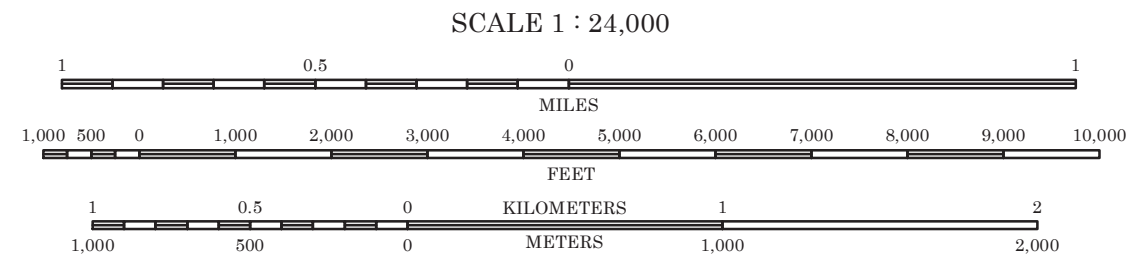 SCALE 1 : 24,000
1 0.5 0 1
MILES
1,000 500 0 1,000 2,000 3,000 4,000 5,000 6,000 7,000 8,000 9,000 10,000
FEET
1 0.5 0 KILOMETERS 1 2
1,000 500 0 METERS 1,000 2,000